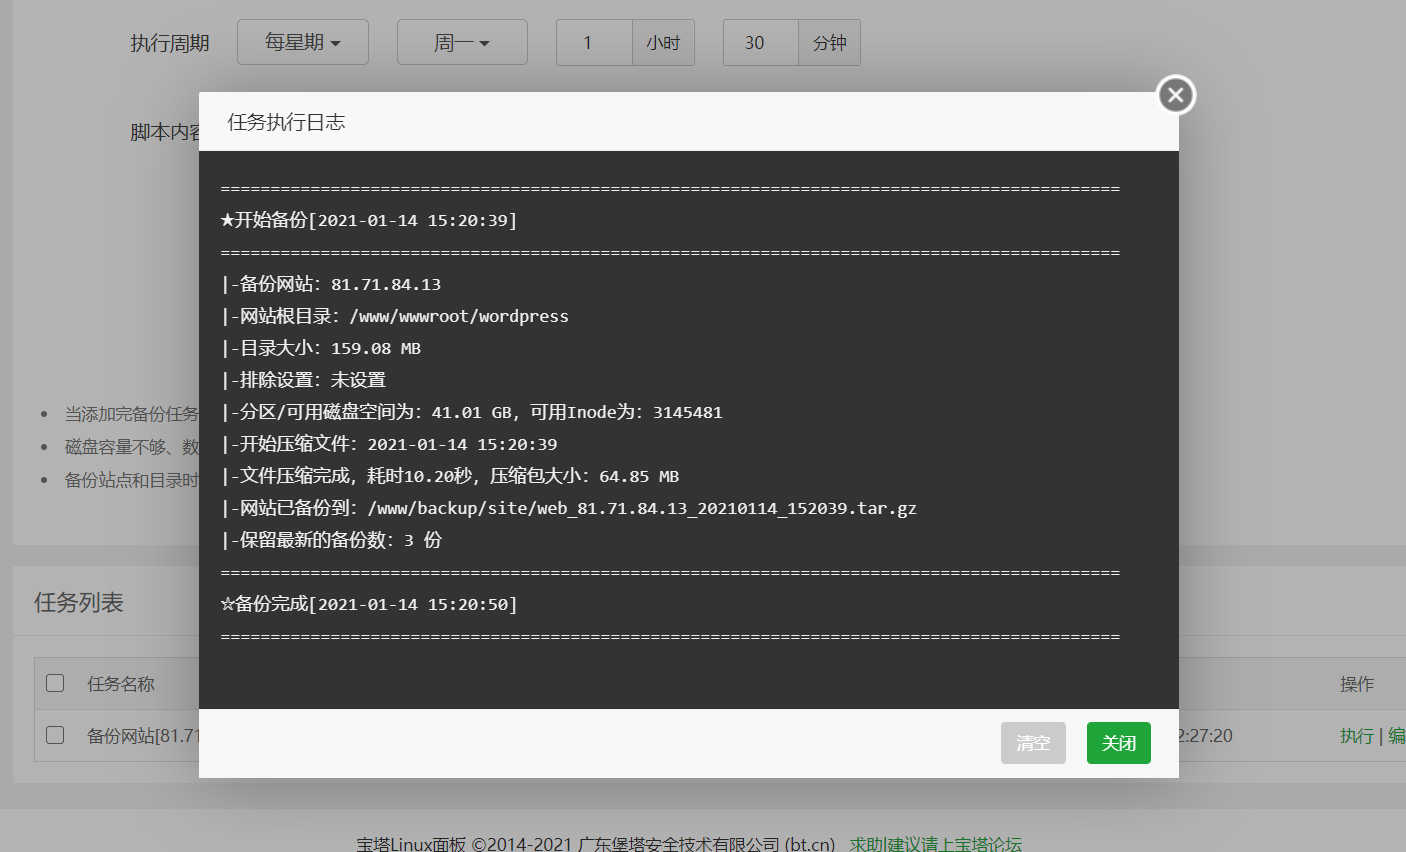 执行周期 每星期 周一 1 小时 30 分钟
脚本内容
任务执行日志
==========================================================================================
★开始备份[2021-01-14 15:20:39]
==========================================================================================
|-备份网站：81.71.84.13
|-网站根目录：/www/wwwroot/wordpress
|-目录大小：159.08 MB
|-排除设置：未设置
|-分区/可用磁盘空间为：41.01 GB，可用Inode为：3145481
|-开始压缩文件：2021-01-14 15:20:39
|-文件压缩完成，耗时10.20秒，压缩包大小：64.85 MB
|-网站已备份到：/www/backup/site/web_81.71.84.13_20210114_152039.tar.gz
|-保留最新的备份数：3 份
==========================================================================================
☆备份完成[2021-01-14 15:20:50]
==========================================================================================
清空 关闭
当添加完备份任务
磁盘容量不够、数
备份站点和目录时
任务列表
任务名称 操作
备份网站[81.71 2:27:20 执行 | 编
宝塔Linux面板 ©2014-2021 广东堡塔安全技术有限公司 (bt.cn) 求助|建议请上宝塔论坛